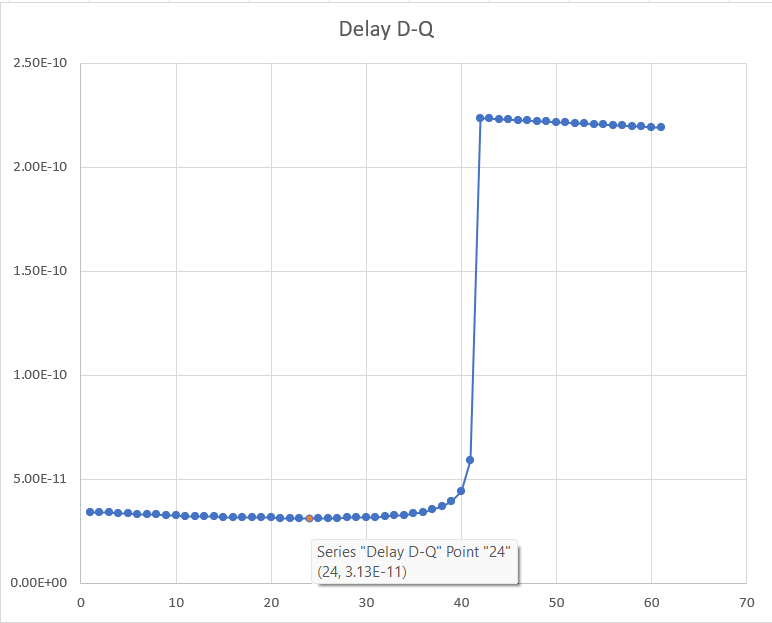 Delay D-Q
2.50E-10
2.00E-10
1.50E-10
1.00E-10
5.00E-11
0.00E+00
Series "Delay D-Q" Point "24"
(24, 3.13E-11)
0 10 20 30 40 50 60 70